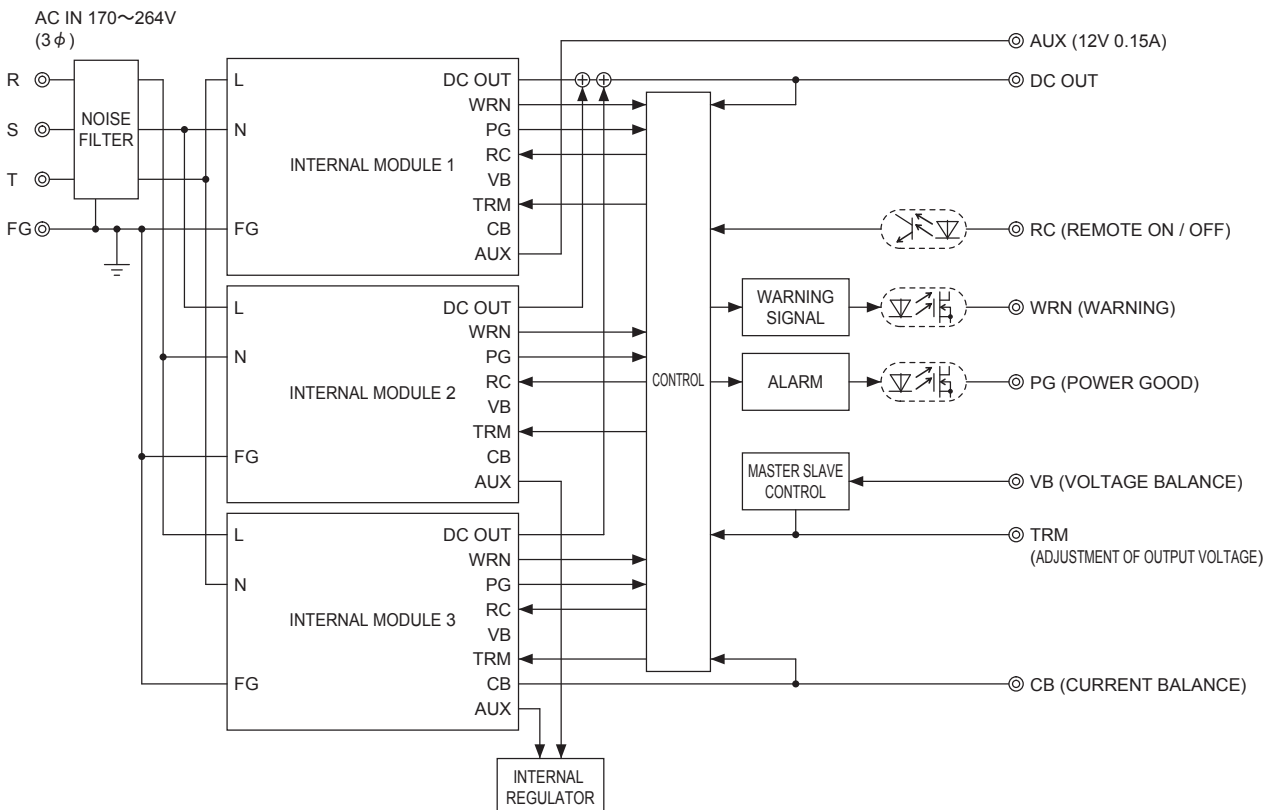 AC IN 170～264V
(3φ)
R
S
T
FG
NOISE
FILTER
L
N
FG
INTERNAL MODULE 1
DC OUT
WRN
PG
RC
VB
TRM
CB
AUX
L
N
FG
INTERNAL MODULE 2
DC OUT
WRN
PG
RC
VB
TRM
CB
AUX
L
N
FG
INTERNAL MODULE 3
DC OUT
WRN
PG
RC
VB
TRM
CB
AUX
INTERNAL
REGULATOR
CONTROL
WARNING
SIGNAL
ALARM
MASTER SLAVE
CONTROL
AUX (12V 0.15A)
DC OUT
RC (REMOTE ON / OFF)
WRN (WARNING)
PG (POWER GOOD)
VB (VOLTAGE BALANCE)
TRM
(ADJUSTMENT OF OUTPUT VOLTAGE)
CB (CURRENT BALANCE)